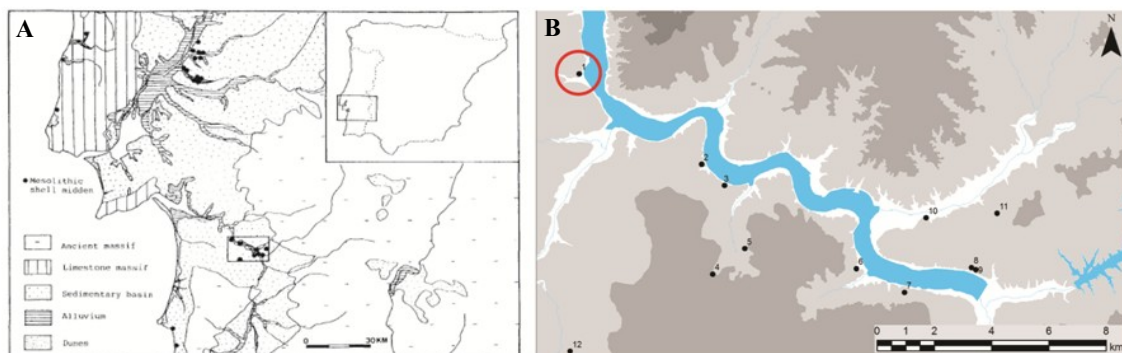 A
Mesolithic
shell midden
Ancient massif
Limestone massif
Sedimentary basin
Alluvium
Dunes
0 30 KM
B
N
1
2
3
4
5
6
7
8
9
10
11
12
0 1 2 4 6 8
km